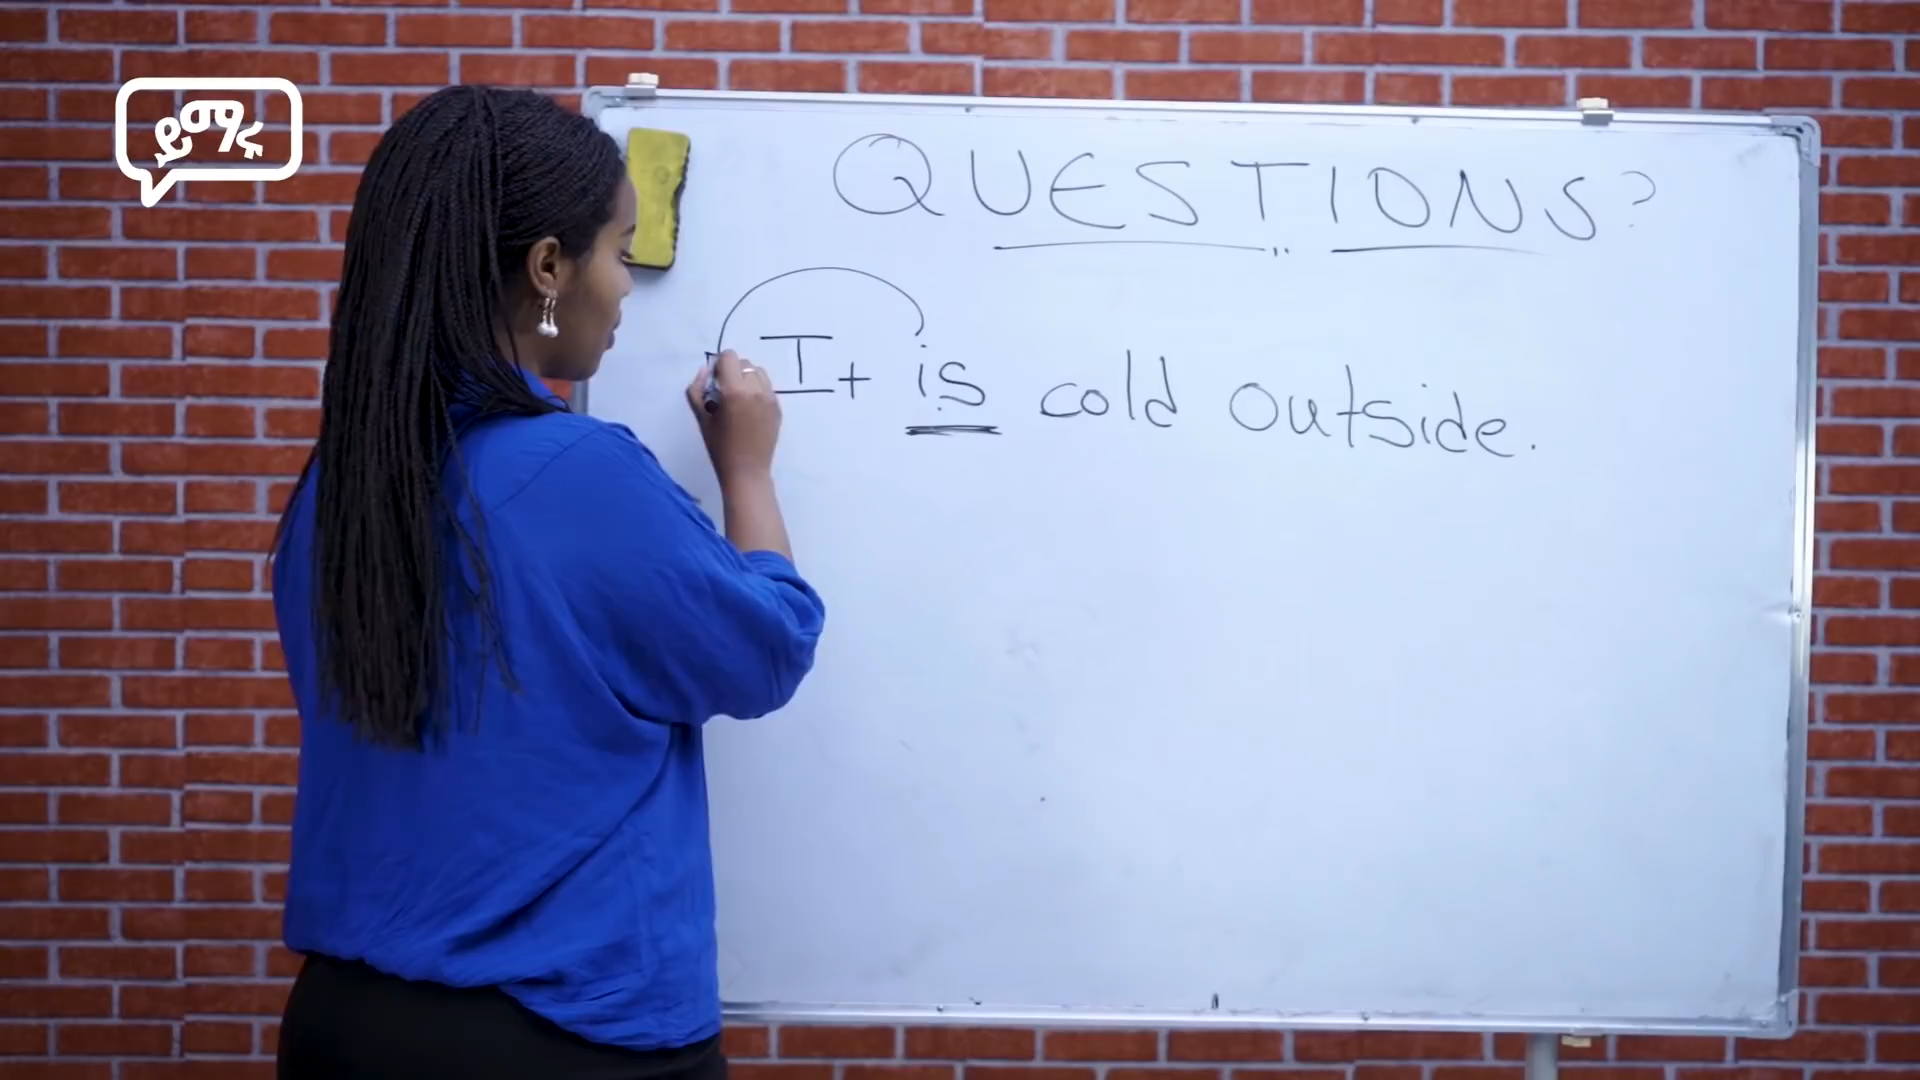 ይማሩ
QUESTIONS?
It is cold outside.